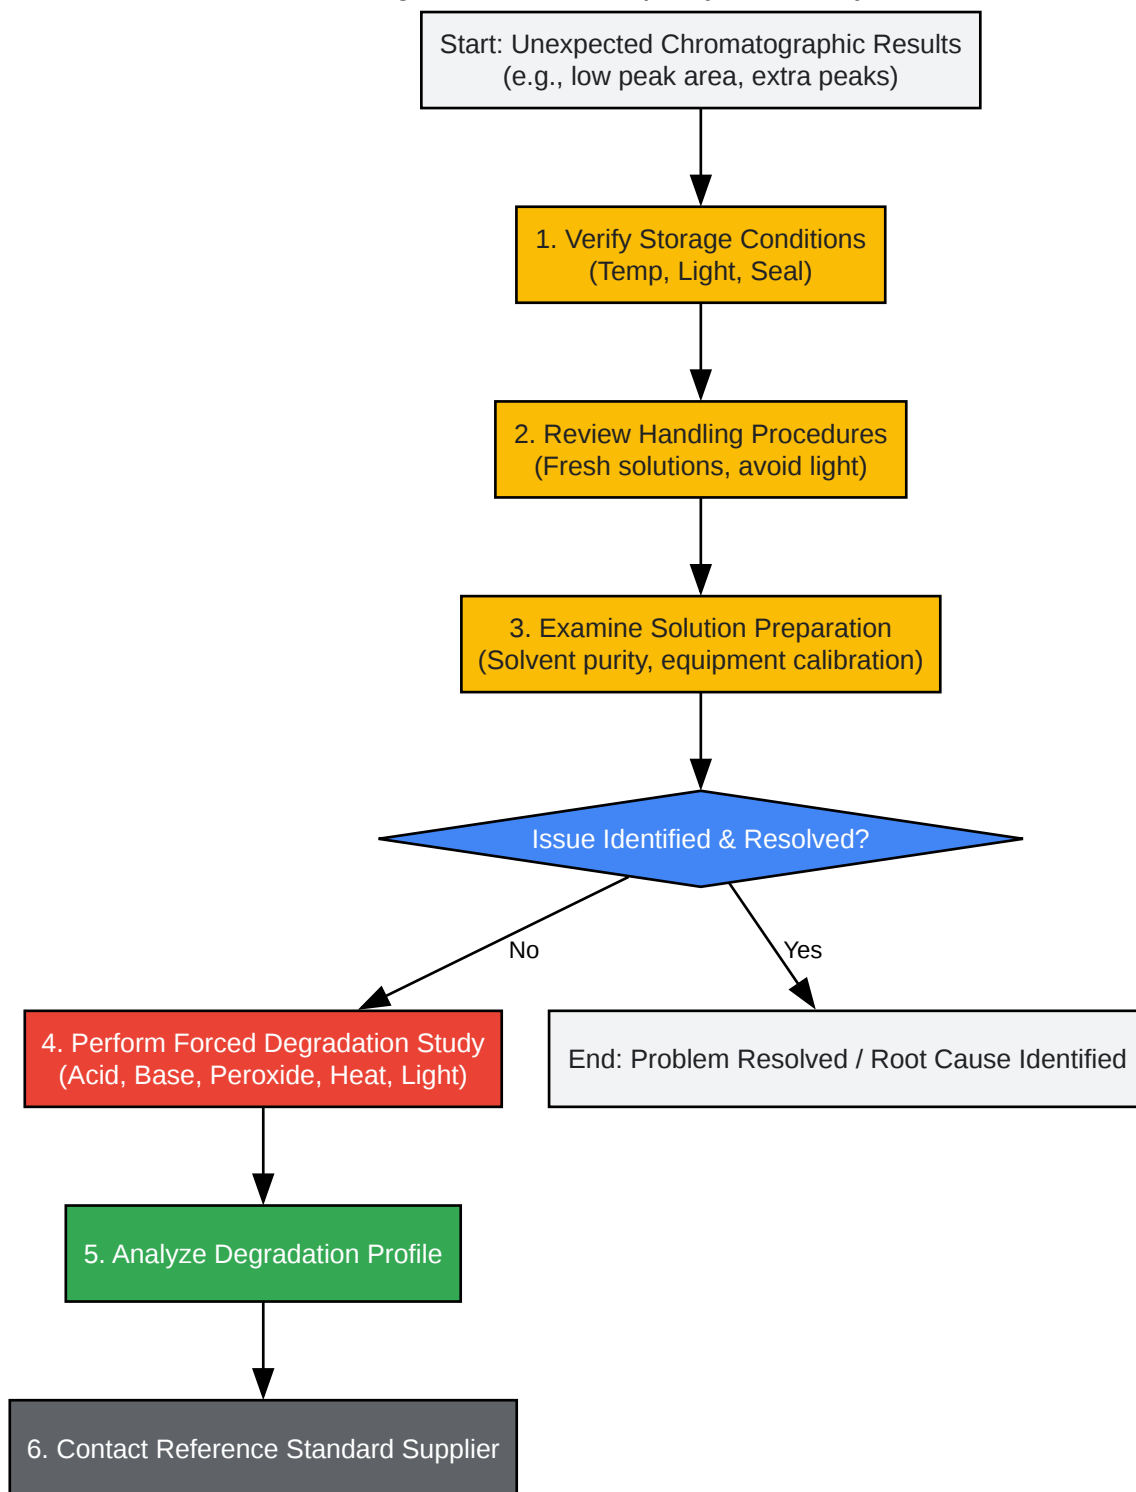 Start: Unexpected Chromatographic Results
(e.g., low peak area, extra peaks)
1. Verify Storage Conditions
(Temp, Light, Seal)
2. Review Handling Procedures
(Fresh solutions, avoid light)
3. Examine Solution Preparation
(Solvent purity, equipment calibration)
Issue Identified & Resolved?
No
Yes
4. Perform Forced Degradation Study
(Acid, Base, Peroxide, Heat, Light)
End: Problem Resolved / Root Cause Identified
5. Analyze Degradation Profile
6. Contact Reference Standard Supplier